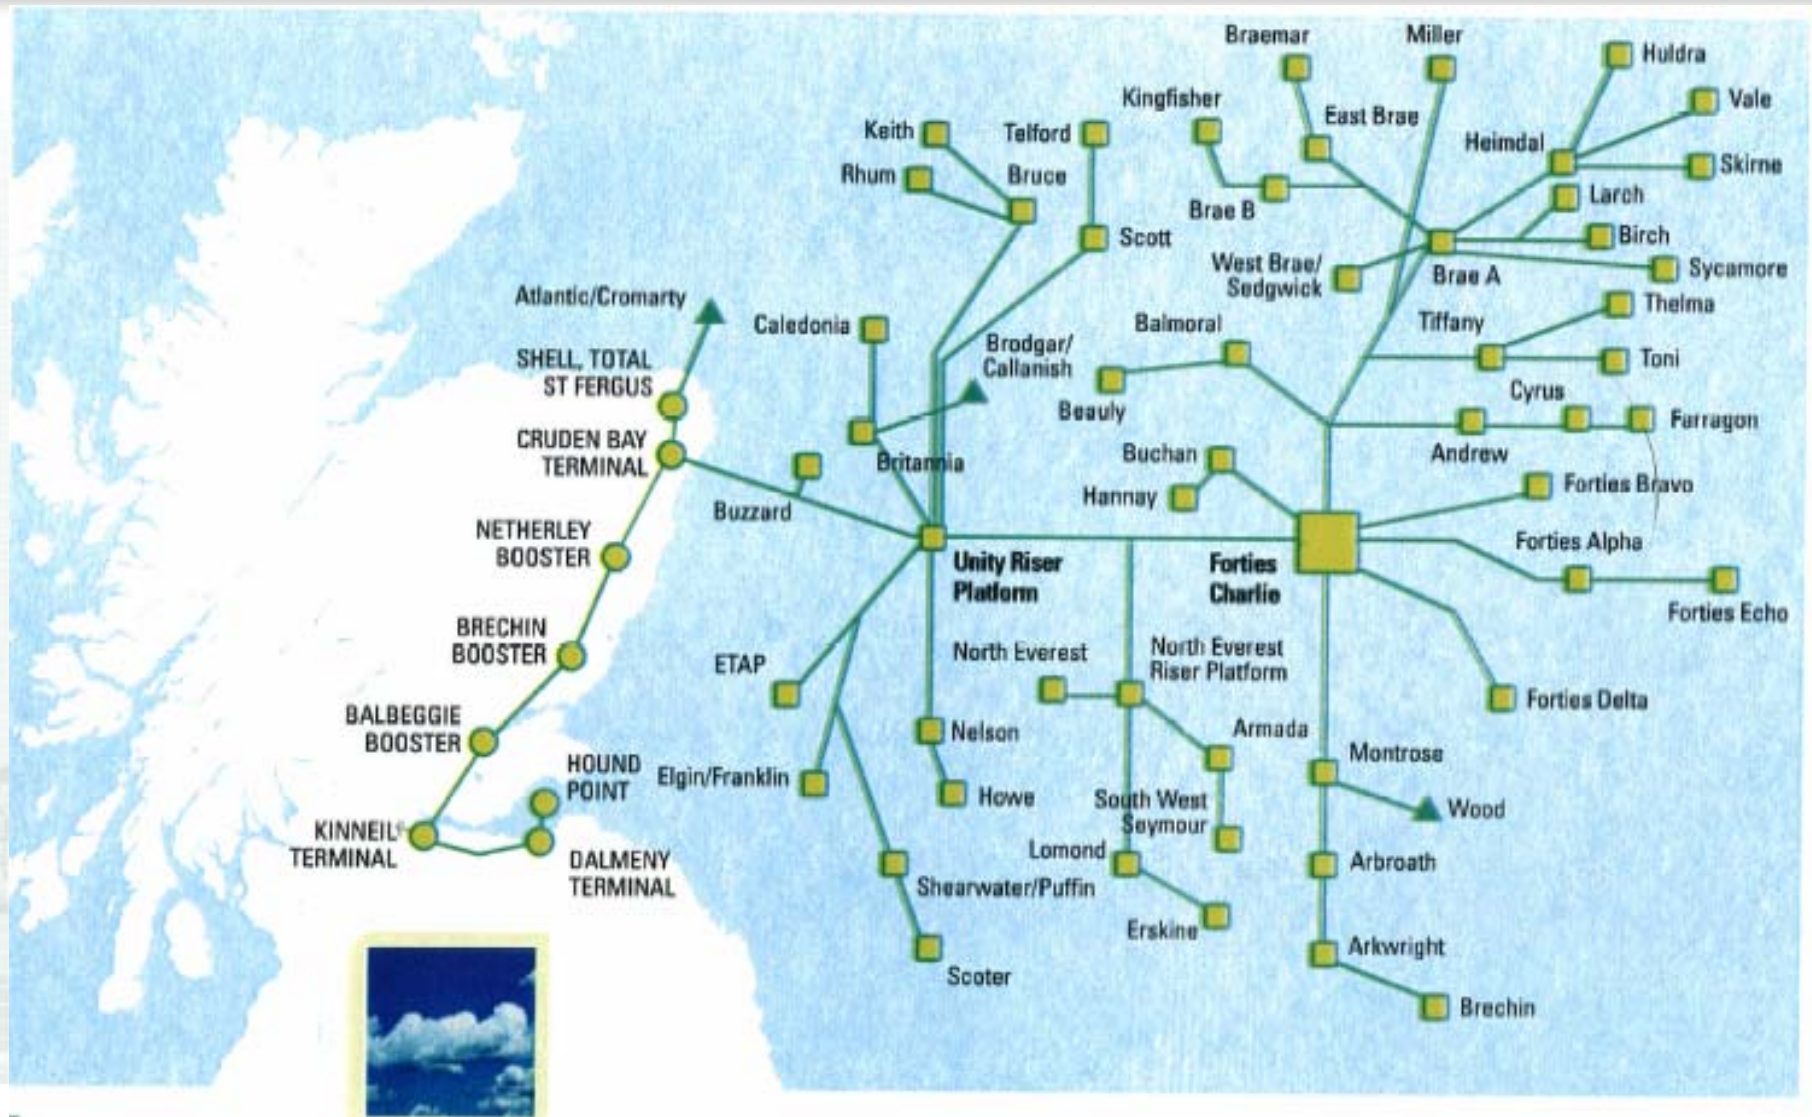 Braemar
Miller
Huldra
Kingfisher
Vale
East Brae
Keith
Telford
Heimdal
Skirne
Rhum
Bruce
Larch
Brae B
Scott
Birch
West Brae/
Sedgwick
Brae A
Sycamore
Atlantic/Cromarty
Thelma
Caledonia
Balmoral
Tiffany
Brodgar/
Callanish
SHELL, TOTAL
ST FERGUS
Toni
Cyrus
Beauly
Farragon
CRUDEN BAY
TERMINAL
Britannia
Buchan
Andrew
Forties Bravo
Hannay
Buzzard
NETHERLEY
BOOSTER
Forties Alpha
Unity Riser
Platform
Forties
Charlie
Forties Echo
BRECHIN
BOOSTER
ETAP
North Everest
North Everest
Riser Platform
Forties Delta
BALBEGGIE
BOOSTER
Nelson
Armada
Montrose
HOUND
POINT
Elgin/Franklin
Howe
South West
Seymour
Wood
KINNEIL
TERMINAL
DALMENY
TERMINAL
Lomond
Arbroath
Shearwater/Puffin
Erskine
Arkwright
Scoter
Brechin